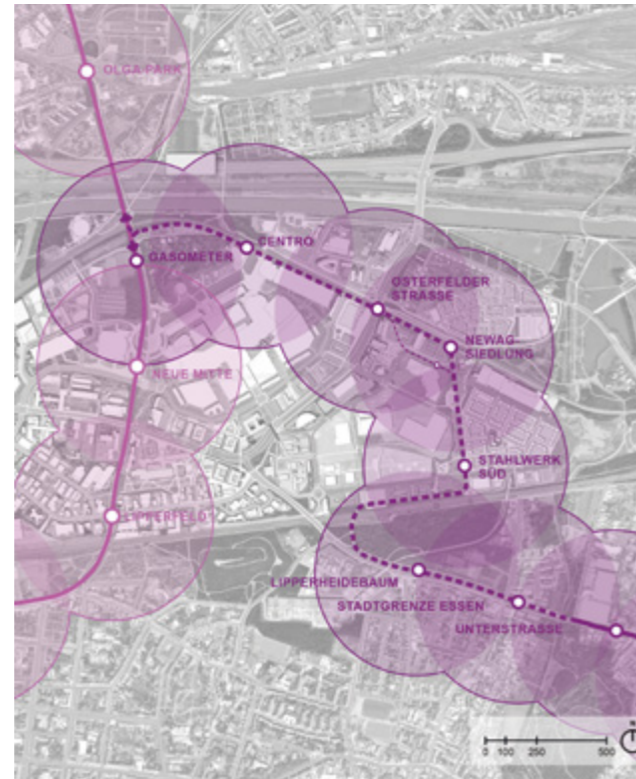 OLGA PARK
CENTRO
GASOMETER
OSTERFELDER
STRASSE
NEWAG-
SIEDLUNG
NEUE MITTE
STAHLWERK
SÜD
LIPPERFELD
LIPPERHEIDEBAUM
STADTGRENZE ESSEN
UNTERSTRASSE
0 100 250 500